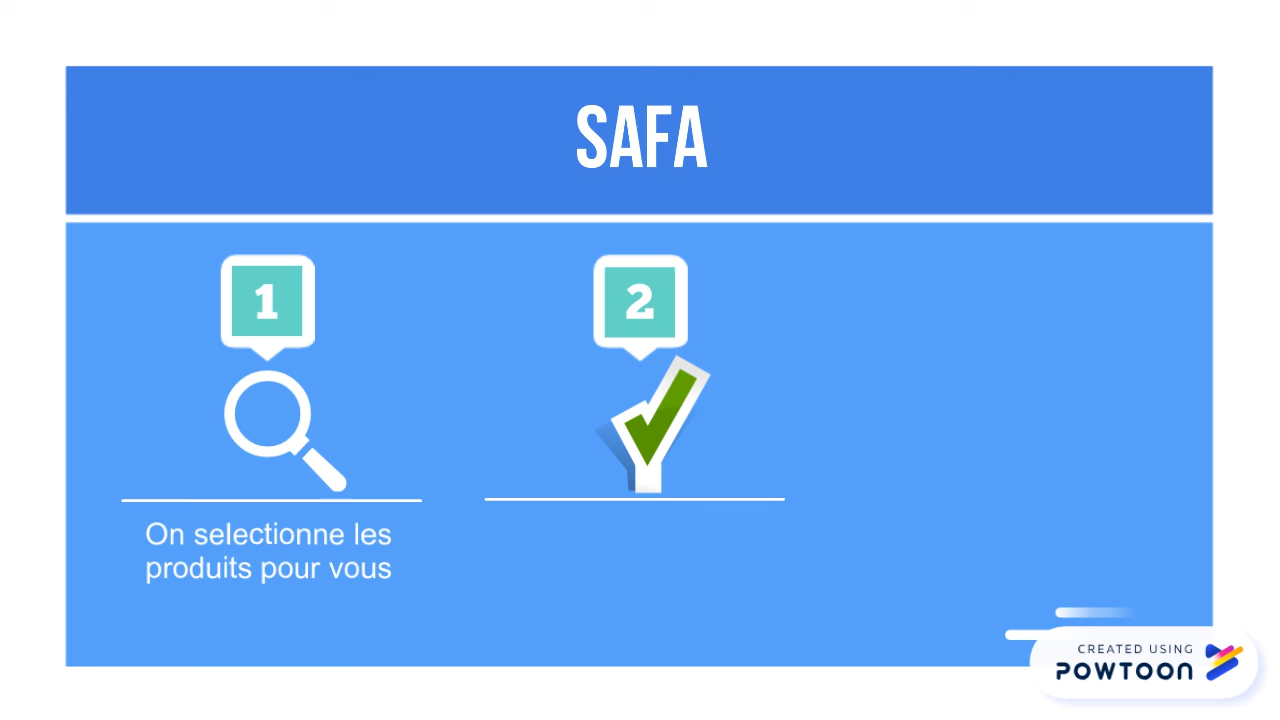 SAFA
1
2
On selectionne les
produits pour vous
CREATED USING
POWTOON